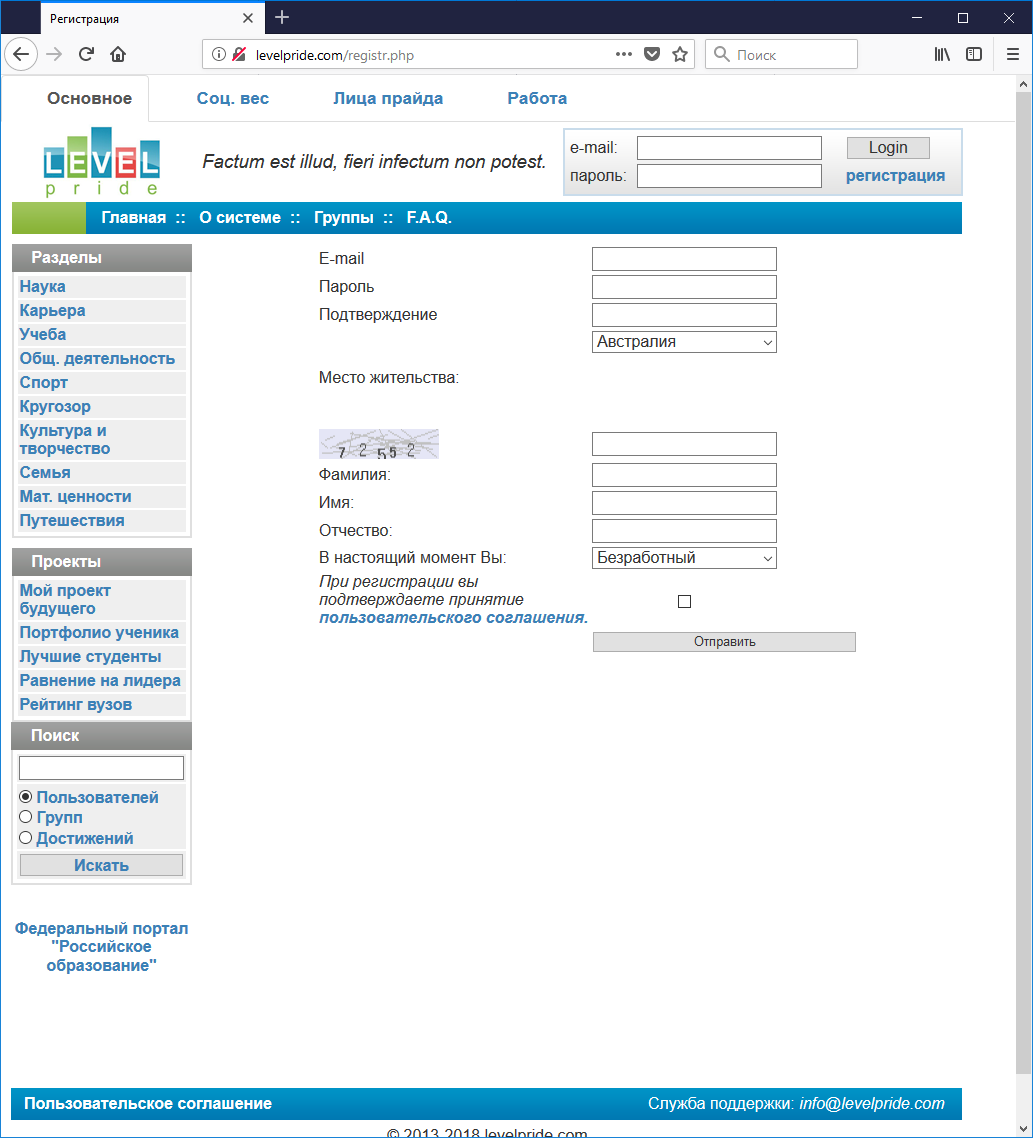 Регистрация
levelpride.com/registr.php
Поиск
Основное
Соц. вес
Лица прайда
Работа
LEVEL
pride
Factum est illud, fieri infectum non potest.
e-mail:
Login
пароль:
регистрация
Главная :: О системе :: Группы :: F.A.Q.
Разделы
Наука
Карьера
Учеба
Общ. деятельность
Спорт
Кругозор
Культура и
творчество
Семья
Мат. ценности
Путешествия
Проекты
Мой проект
будущего
Портфолио ученика
Лучшие студенты
Равнение на лидера
Рейтинг вузов
Поиск
Пользователей
Групп
Достижений
Искать
Федеральный портал
"Российское
образование"
E-mail
Пароль
Подтверждение
Австралия
Место жительства:
7 2 5 6 2
Фамилия:
Имя:
Отчество:
В настоящий момент Вы:
Безработный
При регистрации вы
подтверждаете принятие
пользовательского соглашения.
Отправить
Пользовательское соглашение
Служба поддержки: info@levelpride.com
© 2013-2018 levelpride.com